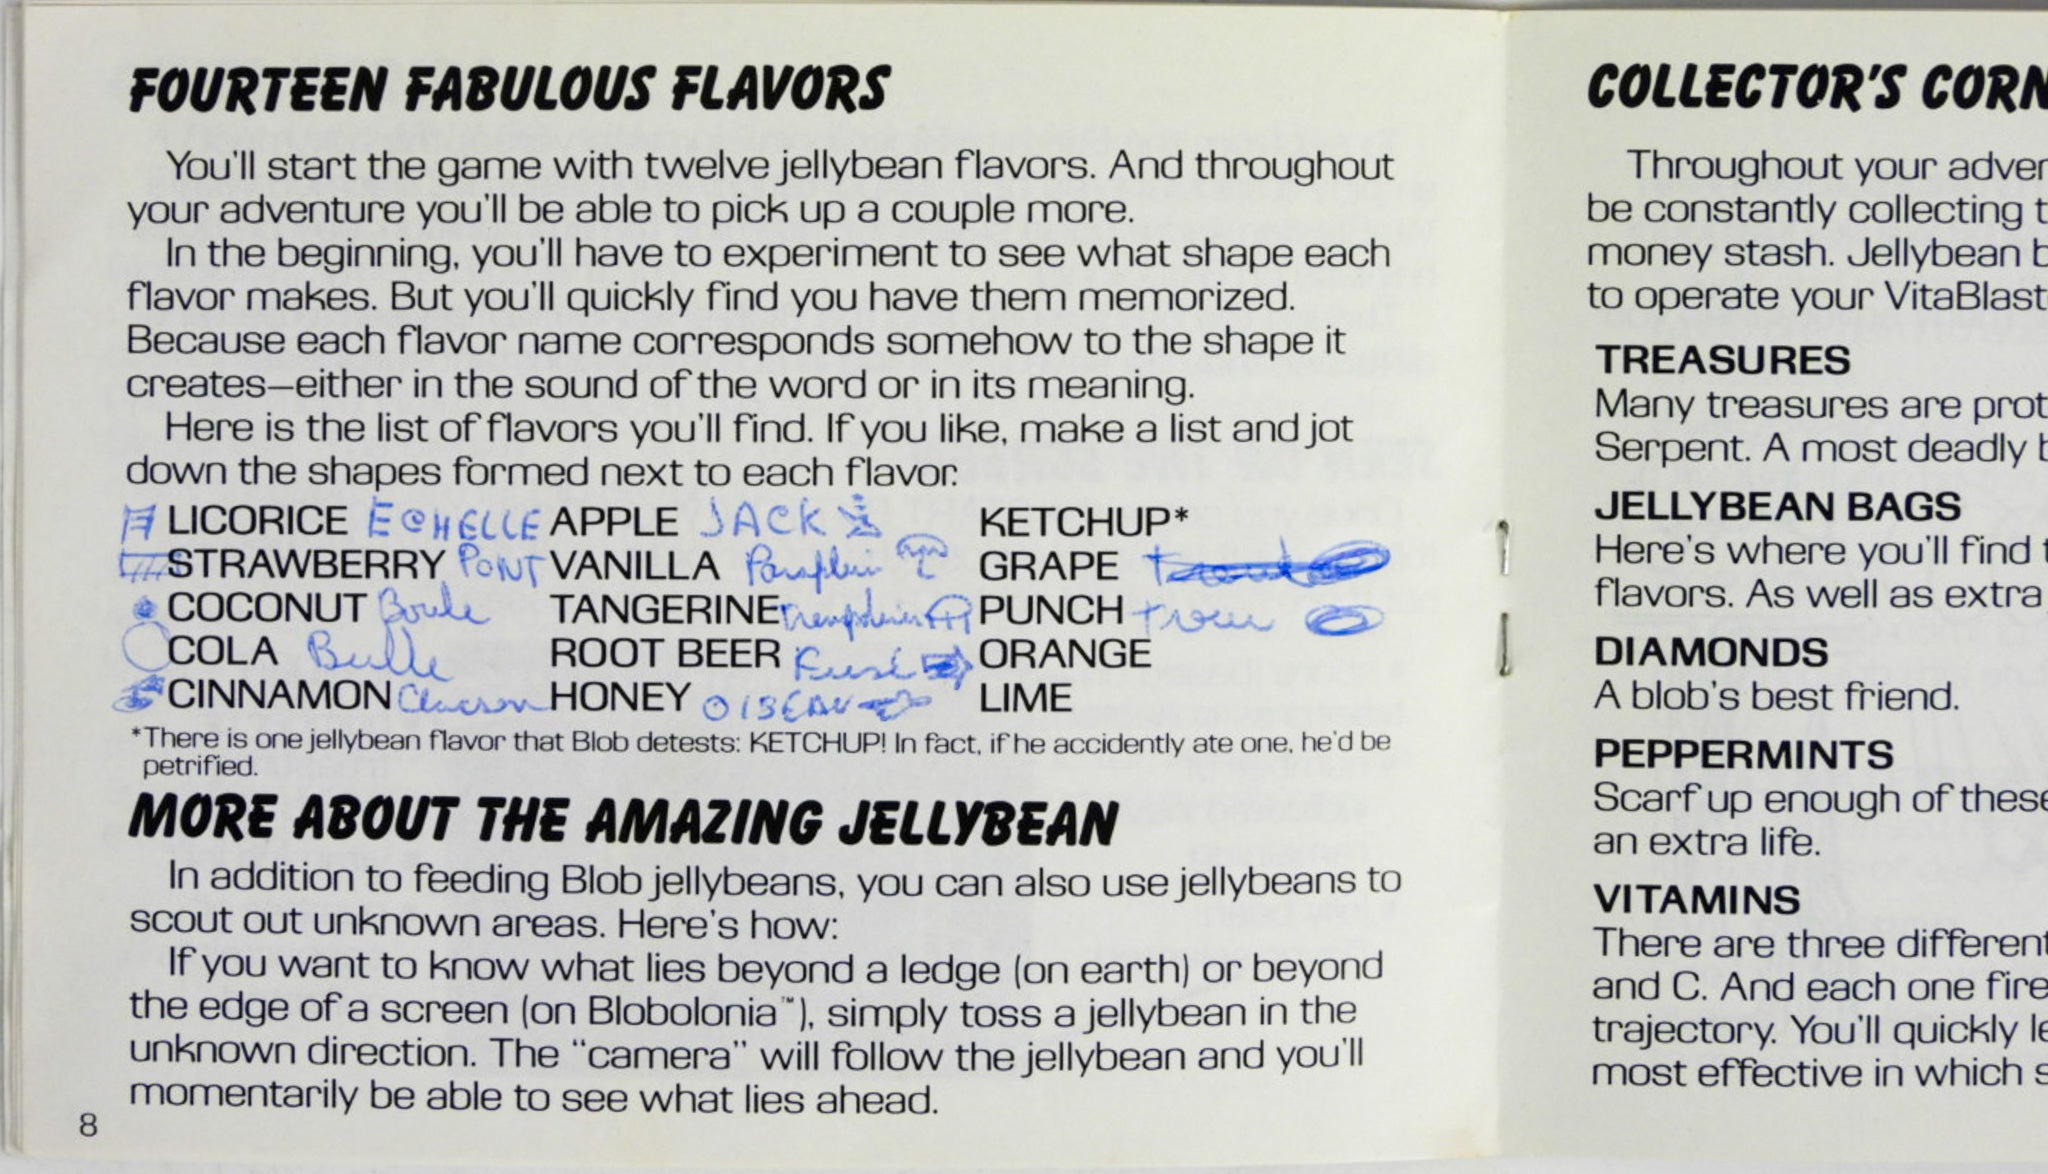 FOURTEEN FABULOUS FLAVORS
You'll start the game with twelve jellybean flavors. And throughout
your adventure you'll be able to pick up a couple more.
In the beginning, you'll have to experiment to see what shape each
flavor makes. But you'll quickly find you have them memorized.
Because each flavor name corresponds somehow to the shape it
creates—either in the sound of the word or in its meaning.
Here is the list of flavors you'll find. If you like, make a list and jot
down the shapes formed next to each flavor.
LICORICE ECHELLE APPLE JACK KETCHUP*
STRAWBERRY PONT VANILLA Parapluie GRAPE
COCONUT Boule TANGERINE PUNCH trou
COLA Bulle ROOT BEER Fusé ORANGE
CINNAMON HONEY OISEAU LIME
*There is one jellybean flavor that Blob detests: KETCHUP! In fact, if he accidently ate one, he'd be
petrified.
MORE ABOUT THE AMAZING JELLYBEAN
In addition to feeding Blob jellybeans, you can also use jellybeans to
scout out unknown areas. Here's how:
If you want to know what lies beyond a ledge (on earth) or beyond
the edge of a screen (on Blobolonia™), simply toss a jellybean in the
unknown direction. The "camera" will follow the jellybean and you'll
momentarily be able to see what lies ahead.
8
COLLECTOR'S CORN
Throughout your adver
be constantly collecting t
money stash. Jellybean b
to operate your VitaBlast
TREASURES
Many treasures are prot
Serpent. A most deadly b
JELLYBEAN BAGS
Here's where you'll find t
flavors. As well as extra
DIAMONDS
A blob's best friend.
PEPPERMINTS
Scarf up enough of these
an extra life.
VITAMINS
There are three different
and C. And each one fire
trajectory. You'll quickly le
most effective in which s